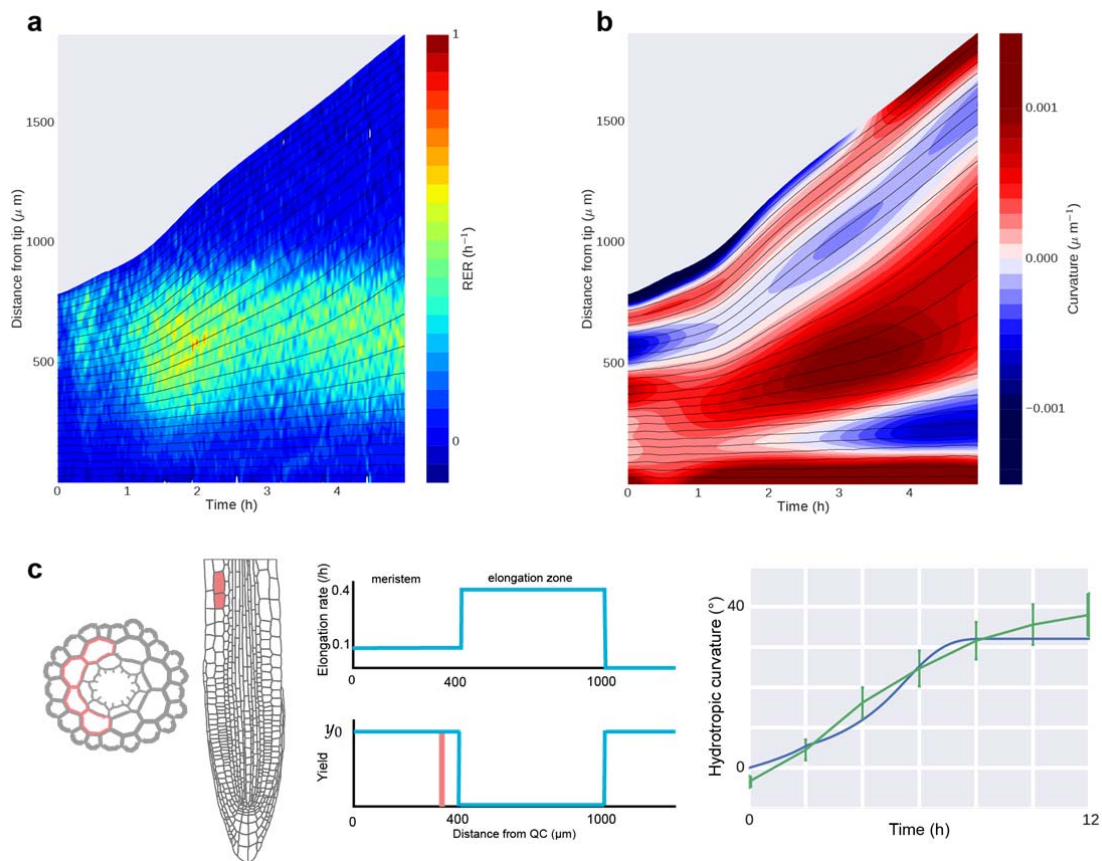 a
b
1
0
RER (h⁻¹)
1500
1000
500
Distance from tip (μ m)
0 1 2 3 4
Time (h)
0.001
0.000
−0.001
Curvature (μ m⁻¹)
1500
1000
500
0
Distance from tip (μ m)
0 1 2 3 4
Time (h)
c
meristem elongation zone
0.4
0.1
Elongation rate (/h)
400 1000
y₀
Yield
0 400 1000
Distance from QC (μm)
40
0
Hydrotropic curvature (°)
0 12
Time (h)